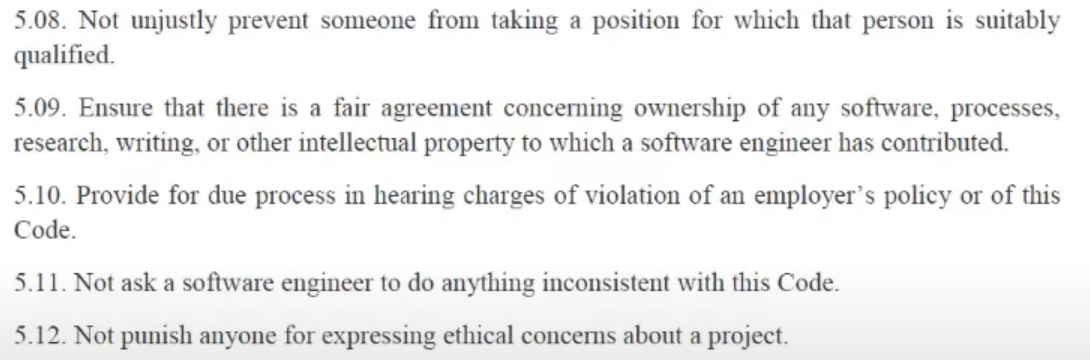 5.08. Not unjustly prevent someone from taking a position for which that person is suitably
qualified.
5.09. Ensure that there is a fair agreement concerning ownership of any software, processes,
research, writing, or other intellectual property to which a software engineer has contributed.
5.10. Provide for due process in hearing charges of violation of an employer's policy or of this
Code.
5.11. Not ask a software engineer to do anything inconsistent with this Code.
5.12. Not punish anyone for expressing ethical concerns about a project.